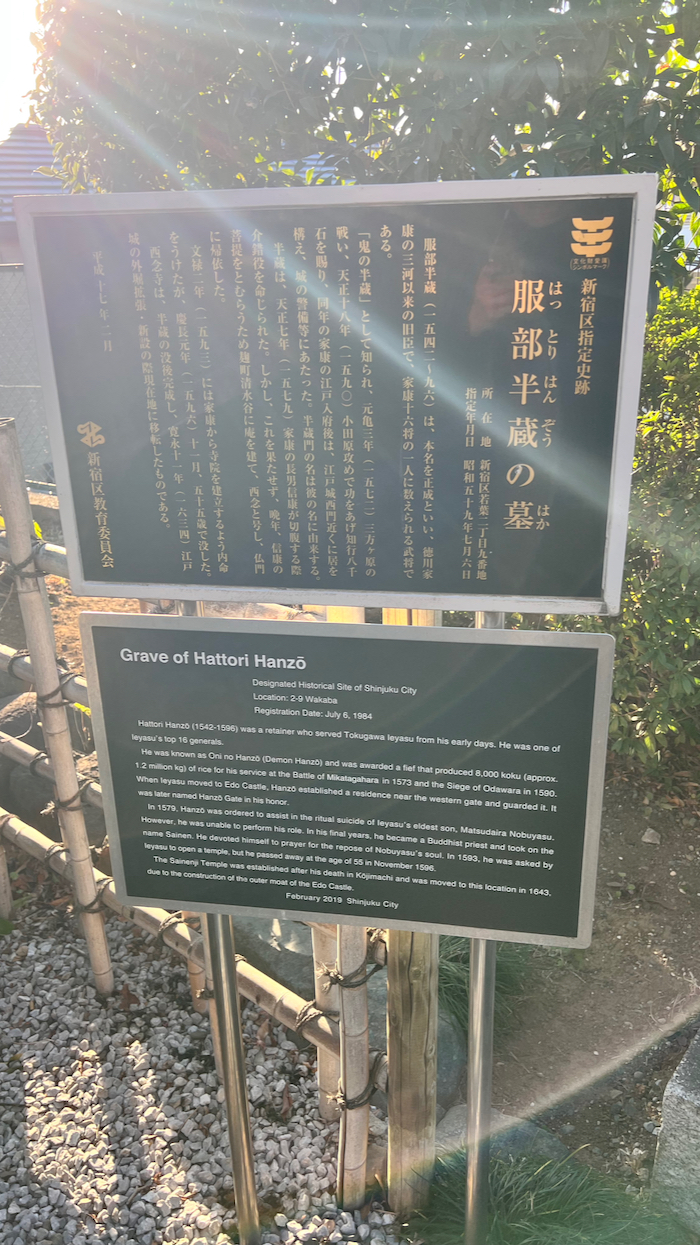 新宿区指定史跡
はっ とり はん ぞう はか
服部半蔵の墓
所在地 新宿区若葉二丁目九番地
指定年月日 昭和五十九年七月六日
服部半蔵（一五四二〜九六）は、本名を正成といい、徳川家
康の三河以来の旧臣で、家康十六将の一人に数えられる武将で
ある。
「鬼の半蔵」として知られ、元亀三年（一五七二）三方ヶ原の
戦い、天正十八年（一五九〇）小田原攻めで功をあげ知行八千
石を賜り、同年の家康の江戸入府後は、江戸城西門近くに居を
構え、城の警備等にあたった。半蔵門の名は彼の名に由来する。
半蔵は、天正七年（一五七九）家康の長男信康が切腹する際
介錯役を命じられた。しかし、これを果たせず、晩年、信康の
菩提をとむらうため麹町清水谷に庵を建て、西念と号し、仏門
に帰依した。
文禄二年（一五九三）には家康から寺院を建立するよう内命
をうけたが、慶長元年（一五九六）十一月、五十五歳で没した。
西念寺は、半蔵の没後完成し、寛永十一年（一六三四）江戸
城の外堀拡張・新設の際現在地に移転したものである。
平成十七年二月
新宿区教育委員会
Grave of Hattori Hanzō
Designated Historical Site of Shinjuku City
Location: 2-9 Wakaba
Registration Date: July 6, 1984
Hattori Hanzō (1542-1596) was a retainer who served Tokugawa Ieyasu from his early days. He was one of
Ieyasu's top 16 generals.
He was known as Oni no Hanzō (Demon Hanzō) and was awarded a fief that produced 8,000 koku (approx.
1.2 million kg) of rice for his service at the Battle of Mikatagahara in 1573 and the Siege of Odawara in 1590.
When Ieyasu moved to Edo Castle, Hanzō established a residence near the western gate and guarded it. It
was later named Hanzō Gate in his honor.
In 1579, Hanzō was ordered to assist in the ritual suicide of Ieyasu's eldest son, Matsudaira Nobuyasu.
However, he was unable to perform his role. In his final years, he became a Buddhist priest and took on the
name Sainen. He devoted himself to prayer for the repose of Nobuyasu's soul. In 1593, he was asked by
Ieyasu to open a temple, but he passed away at the age of 55 in November 1596.
The Sainenji Temple was established after his death in Kōjimachi and was moved to this location in 1643,
due to the construction of the outer moat of the Edo Castle.
February 2019 Shinjuku City